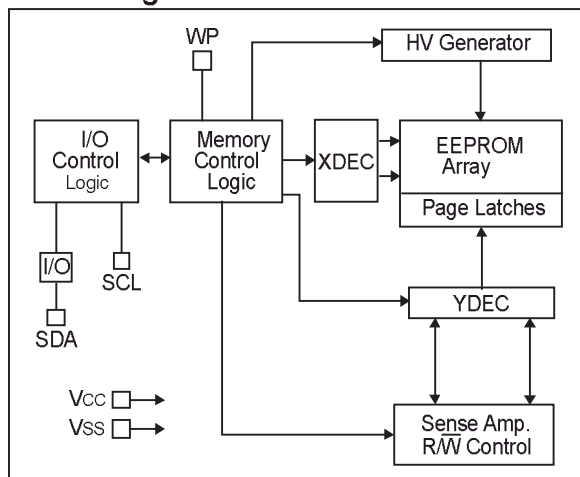 WP
HV Generator
I/O
Control
Logic
Memory
Control
Logic
XDEC
EEPROM
Array
Page Latches
I/O
SCL
SDA
YDEC
VCC
VSS
Sense Amp.
R/W̅ Control